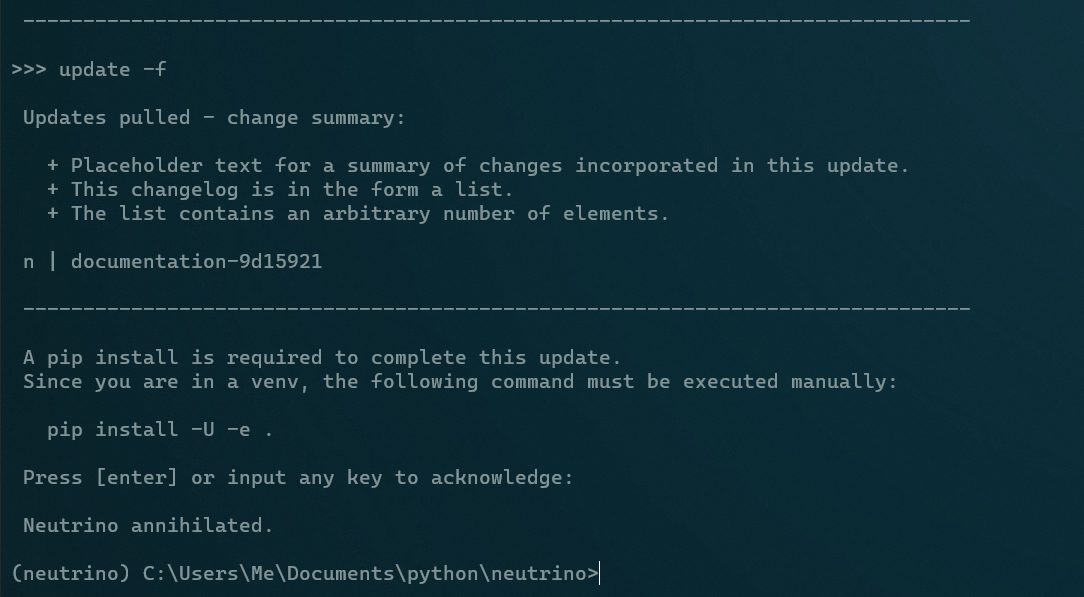 -------------------------------------------------------------------------------
>>> update -f
Updates pulled - change summary:
+ Placeholder text for a summary of changes incorporated in this update.
+ This changelog is in the form a list.
+ The list contains an arbitrary number of elements.
n | documentation-9d15921
-------------------------------------------------------------------------------
A pip install is required to complete this update.
Since you are in a venv, the following command must be executed manually:
pip install -U -e .
Press [enter] or input any key to acknowledge:
Neutrino annihilated.
(neutrino) C:\Users\Me\Documents\python\neutrino>